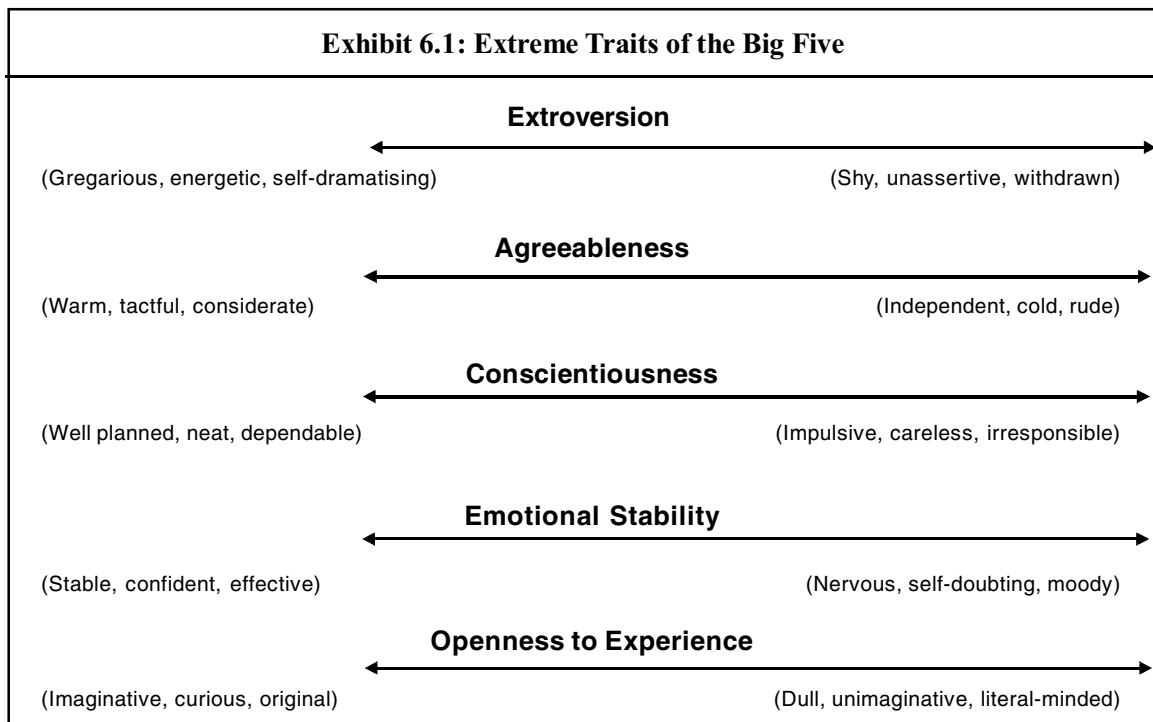 Exhibit 6.1: Extreme Traits of the Big Five
Extroversion
(Gregarious, energetic, self-dramatising) (Shy, unassertive, withdrawn)
Agreeableness
(Warm, tactful, considerate) (Independent, cold, rude)
Conscientiousness
(Well planned, neat, dependable) (Impulsive, careless, irresponsible)
Emotional Stability
(Stable, confident, effective) (Nervous, self-doubting, moody)
Openness to Experience
(Imaginative, curious, original) (Dull, unimaginative, literal-minded)